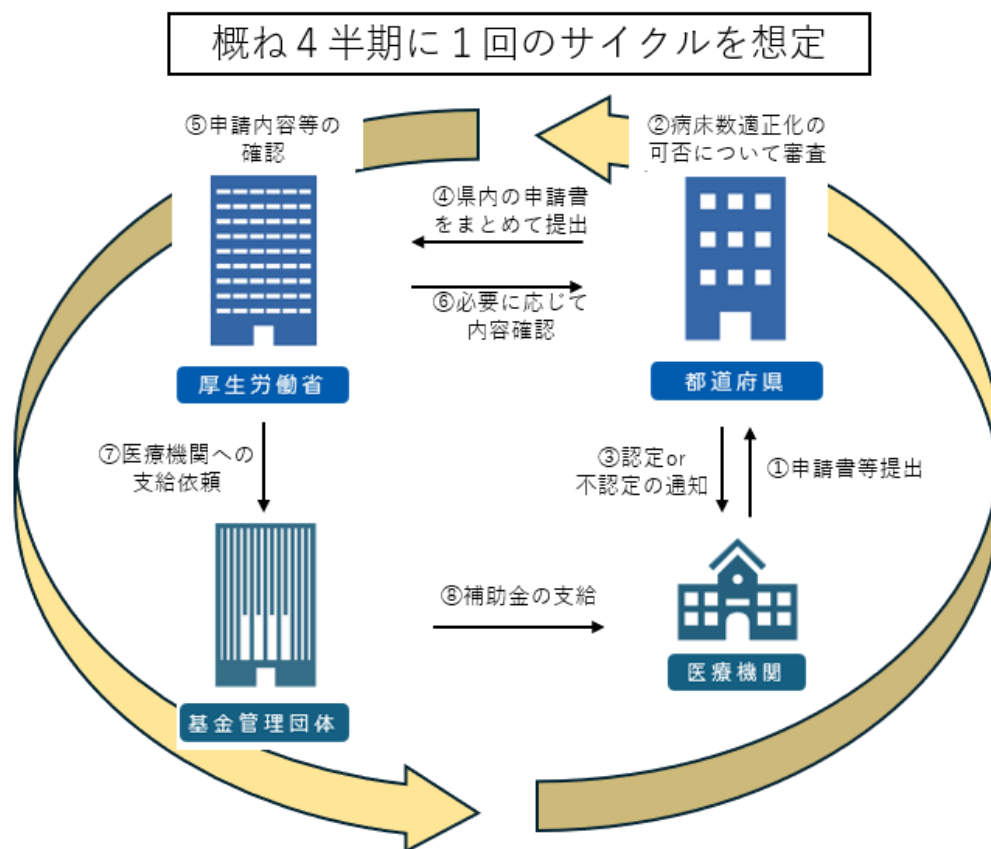 概ね４半期に１回のサイクルを想定
⑤申請内容等の
確認
②病床数適正化の
可否について審査
④県内の申請書
をまとめて提出
⑥必要に応じて
内容確認
厚生労働省
都道府県
⑦医療機関への
支給依頼
③認定or
不認定の通知
①申請書等提出
⑧補助金の支給
基金管理団体
医療機関